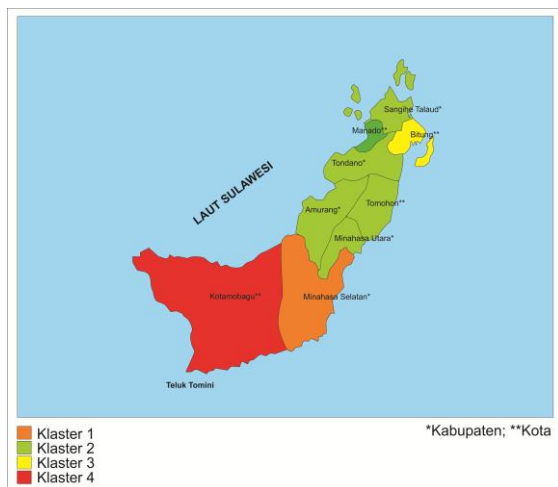 Sangihe Talaud*
Manado**
Bitung**
Tondano*
LAUT SULAWESI
Amurang*
Tomohon**
Minahasa Utara*
Kotamobagu**
Minahasa Selatan*
Teluk Tomini
Klaster 1
Klaster 2
Klaster 3
Klaster 4
*Kabupaten; **Kota